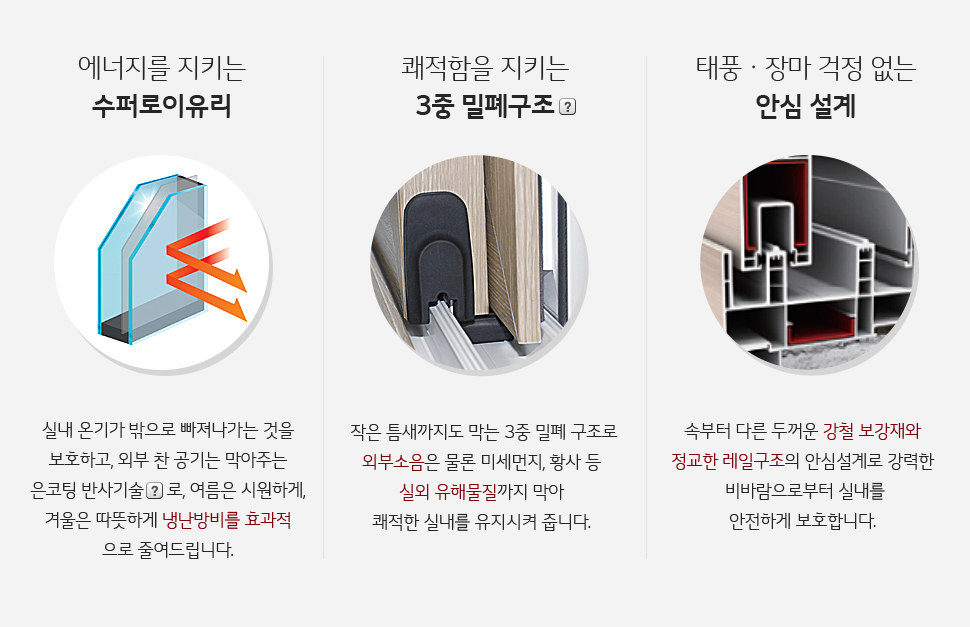 에너지를 지키는
수퍼로이유리
실내 온기가 밖으로 빠져나가는 것을
보호하고, 외부 찬 공기는 막아주는
은코팅 반사기술 ? 로, 여름은 시원하게,
겨울은 따뜻하게 냉난방비를 효과적
으로 줄여드립니다.
쾌적함을 지키는
3중 밀폐구조 ?
작은 틈새까지도 막는 3중 밀폐 구조로
외부소음은 물론 미세먼지, 황사 등
실외 유해물질까지 막아
쾌적한 실내를 유지시켜 줍니다.
태풍 · 장마 걱정 없는
안심 설계
속부터 다른 두꺼운 강철 보강재와
정교한 레일구조의 안심설계로 강력한
비바람으로부터 실내를
안전하게 보호합니다.